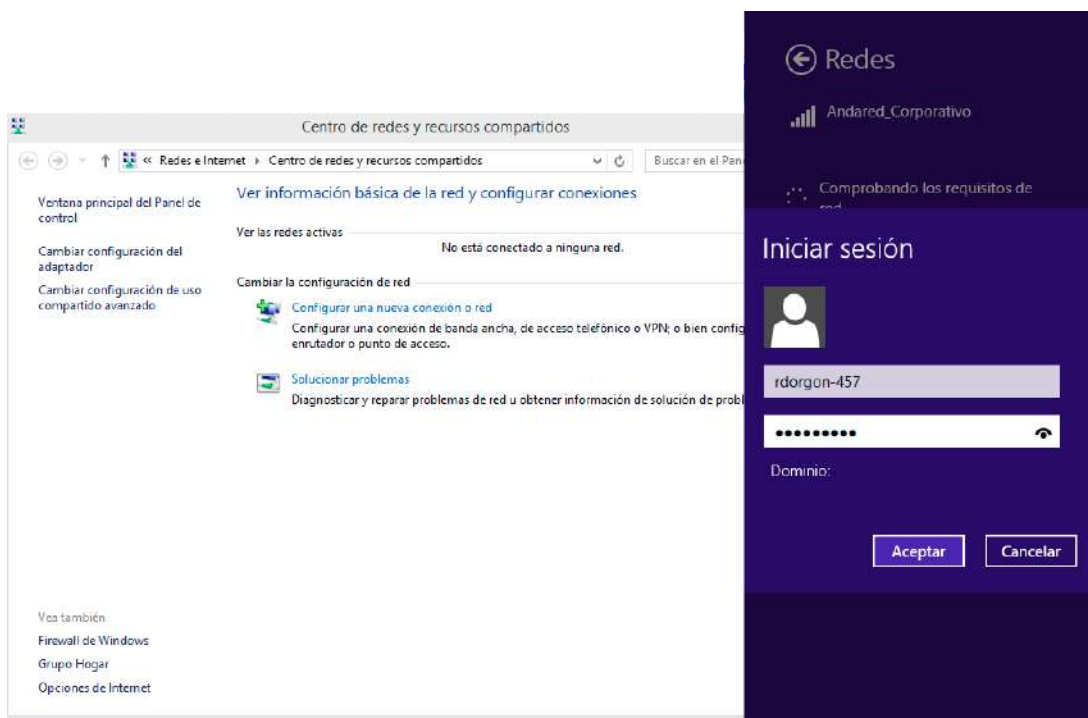 Centro de redes y recursos compartidos
« Redes e Internet › Centro de redes y recursos compartidos
Buscar en el Pan
Ventana principal del Panel de
control
Cambiar configuración del
adaptador
Cambiar configuración de uso
compartido avanzado
Ver información básica de la red y configurar conexiones
Ver las redes activas
No está conectado a ninguna red.
Cambiar la configuración de red
Configurar una nueva conexión o red
Configurar una conexión de banda ancha, de acceso telefónico o VPN; o bien config
enrutador o punto de acceso.
Solucionar problemas
Diagnosticar y reparar problemas de red u obtener información de solución de probl
Vea también
Firewall de Windows
Grupo Hogar
Opciones de Internet
Redes
Andared_Corporativo
Comprobando los requisitos de
red
Iniciar sesión
rdorgon-457
•••••••••
Dominio:
Aceptar
Cancelar